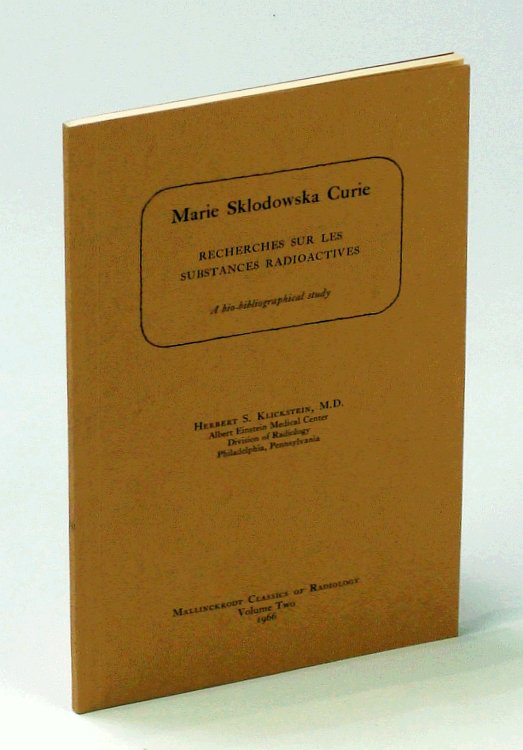 Marie Sklodowska Curie
RECHERCHES SUR LES
SUBSTANCES RADIOACTIVES
A bio-bibliographical study
HERBERT S. KLICKSTEIN, M.D.
Albert Einstein Medical Center
Division of Radiology
Philadelphia, Pennsylvania
MALLINCKRODT CLASSICS OF RADIOLOGY
Volume Two
1966